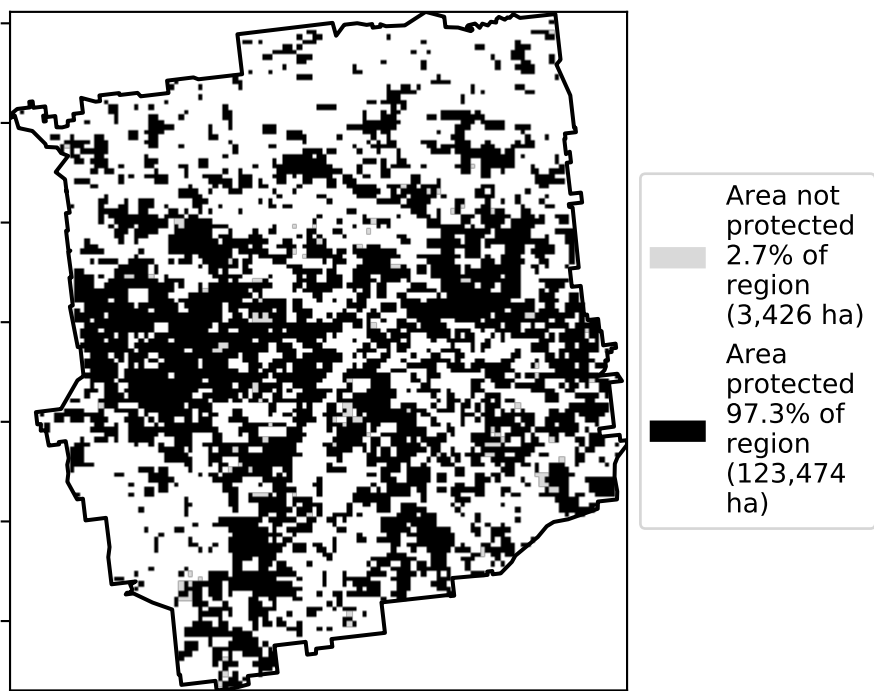 Area not
protected
2.7% of
region
(3,426 ha)
Area
protected
97.3% of
region
(123,474
ha)